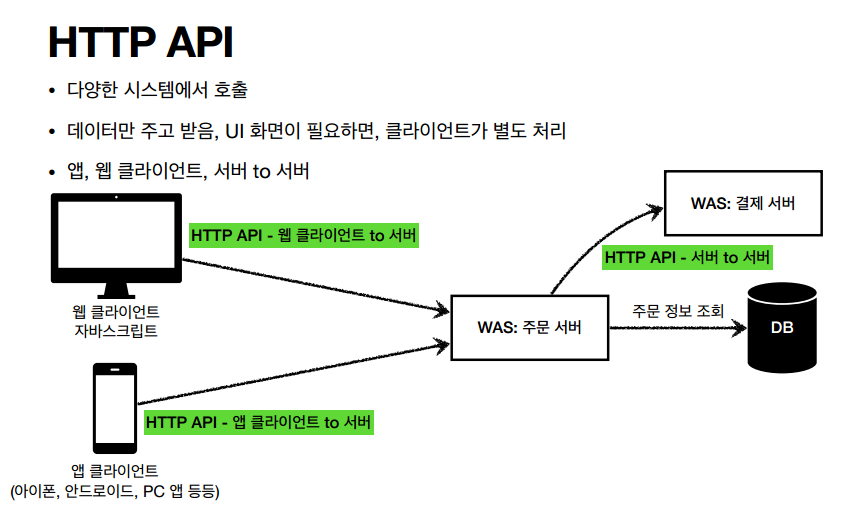 HTTP API
• 다양한 시스템에서 호출
• 데이터만 주고 받음, UI 화면이 필요하면, 클라이언트가 별도 처리
• 앱, 웹 클라이언트, 서버 to 서버
WAS: 결제 서버
HTTP API - 웹 클라이언트 to 서버
HTTP API - 서버 to 서버
웹 클라이언트
자바스크립트
WAS: 주문 서버
주문 정보 조회
DB
HTTP API - 앱 클라이언트 to 서버
앱 클라이언트
(아이폰, 안드로이드, PC 앱 등등)